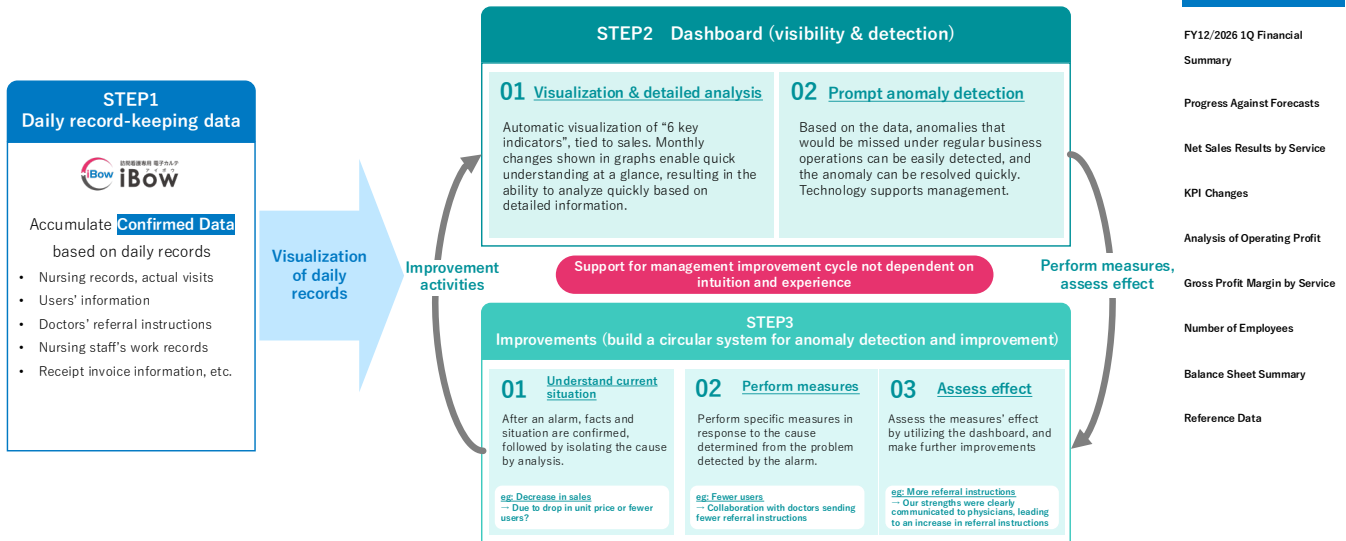 STEP1
Daily record-keeping data
訪問看護専用 電子カルテ
アイボウ
iBow
iBow
Accumulate Confirmed Data
based on daily records
• Nursing records, actual visits
• Users' information
• Doctors' referral instructions
• Nursing staff's work records
• Receipt invoice information, etc.
Visualization
of daily
records
Improvement
activities
STEP2 Dashboard (visibility & detection)
01 Visualization & detailed analysis
Automatic visualization of “6 key
indicators”, tied to sales. Monthly
changes shown in graphs enable quick
understanding at a glance, resulting in the
ability to analyze quickly based on
detailed information.
02 Prompt anomaly detection
Based on the data, anomalies that
would be missed under regular business
operations can be easily detected, and
the anomaly can be resolved quickly.
Technology supports management.
Support for management improvement cycle not dependent on
intuition and experience
Perform measures,
assess effect
STEP3
Improvements (build a circular system for anomaly detection and improvement)
01 Understand current
situation
After an alarm, facts and
situation are confirmed,
followed by isolating the cause
by analysis.
eg: Decrease in sales
→ Due to drop in unit price or fewer
users?
02 Perform measures
Perform specific measures in
response to the cause
determined from the problem
detected by the alarm.
eg: Fewer users
→ Collaboration with doctors sending
fewer referral instructions
03 Assess effect
Assess the measures' effect
by utilizing the dashboard, and
make further improvements
eg: More referral instructions
→ Our strengths were clearly
communicated to physicians, leading
to an increase in referral instructions
FY12/2026 1Q Financial
Summary
Progress Against Forecasts
Net Sales Results by Service
KPI Changes
Analysis of Operating Profit
Gross Profit Margin by Service
Number of Employees
Balance Sheet Summary
Reference Data